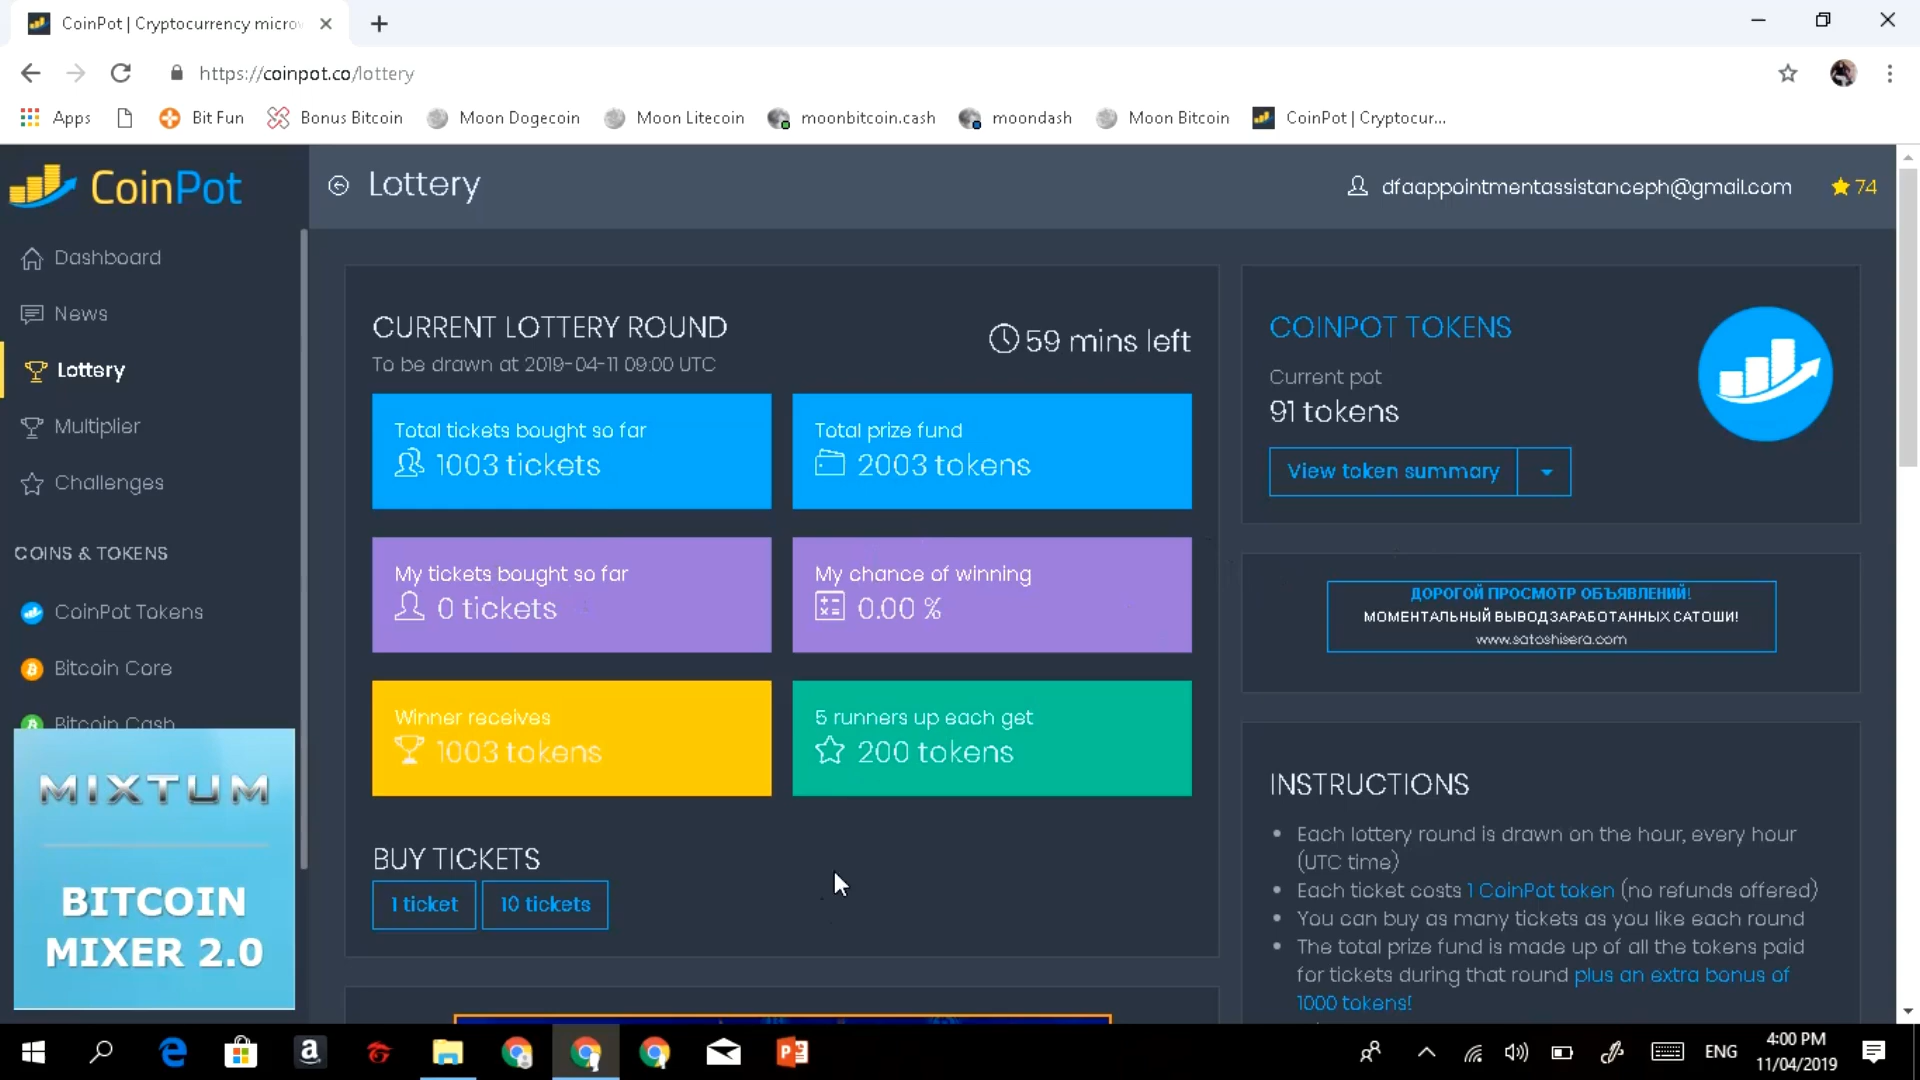 CoinPot | Cryptocurrency micro
https://coinpot.co/lottery
Apps
Bit Fun
Bonus Bitcoin
Moon Dogecoin
Moon Litecoin
moonbitcoin.cash
moondash
Moon Bitcoin
CoinPot | Cryptocur...
CoinPot
Lottery
dfaappointmentassistanceph@gmail.com
74
Dashboard
News
Lottery
Multiplier
Challenges
COINS & TOKENS
CoinPot Tokens
Bitcoin Core
Bitcoin Cash
MIXTUM
BITCOIN
MIXER 2.0
CURRENT LOTTERY ROUND
To be drawn at 2019-04-11 09:00 UTC
59 mins left
Total tickets bought so far
1003 tickets
Total prize fund
2003 tokens
My tickets bought so far
0 tickets
My chance of winning
0.00 %
Winner receives
1003 tokens
5 runners up each get
200 tokens
BUY TICKETS
1 ticket
10 tickets
COINPOT TOKENS
Current pot
91 tokens
View token summary
ДОРОГОЙ ПРОСМОТР ОБЪЯВЛЕНИЙ!
МОМЕНТАЛЬНЫЙ ВЫВОД ЗАРАБОТАННЫХ САТОШИ!
www.satoshisera.com
INSTRUCTIONS
Each lottery round is drawn on the hour, every hour
(UTC time)
Each ticket costs 1 CoinPot token (no refunds offered)
You can buy as many tickets as you like each round
The total prize fund is made up of all the tokens paid
for tickets during that round plus an extra bonus of
1000 tokens!
ENG
4:00 PM
11/04/2019